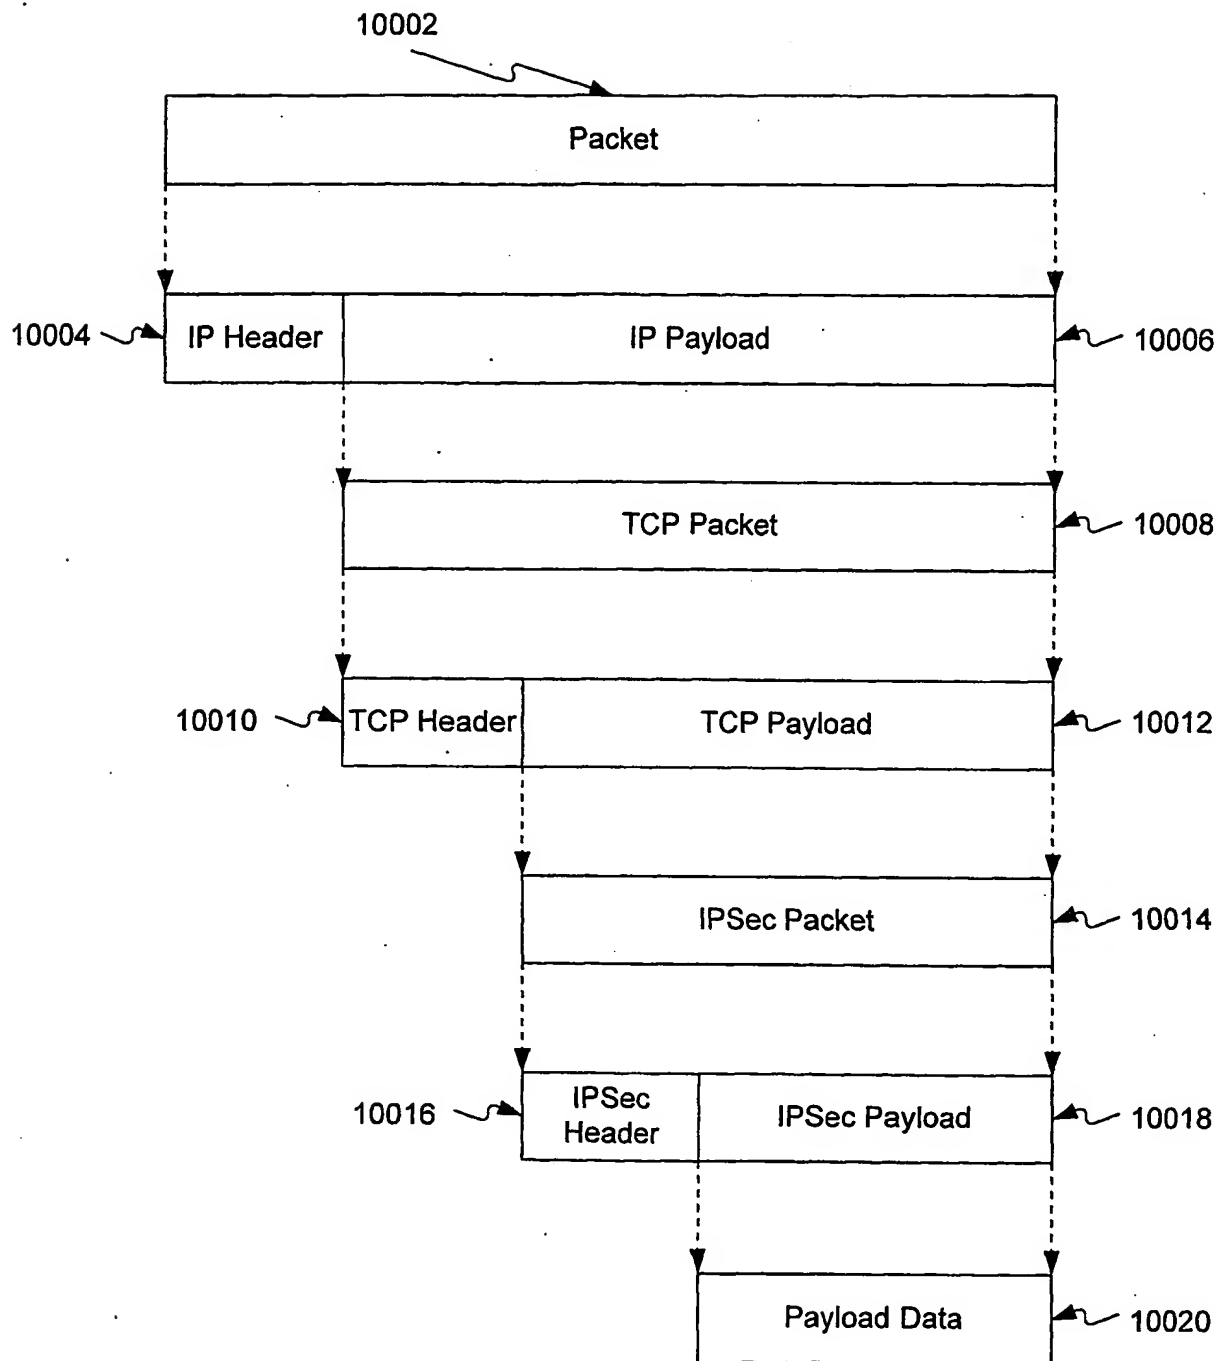 10002
Packet
10004
IP Header
IP Payload
10006
TCP Packet
10008
10010
TCP Header
TCP Payload
10012
IPSec Packet
10014
10016
IPSec
Header
IPSec Payload
10018
Payload Data
10020